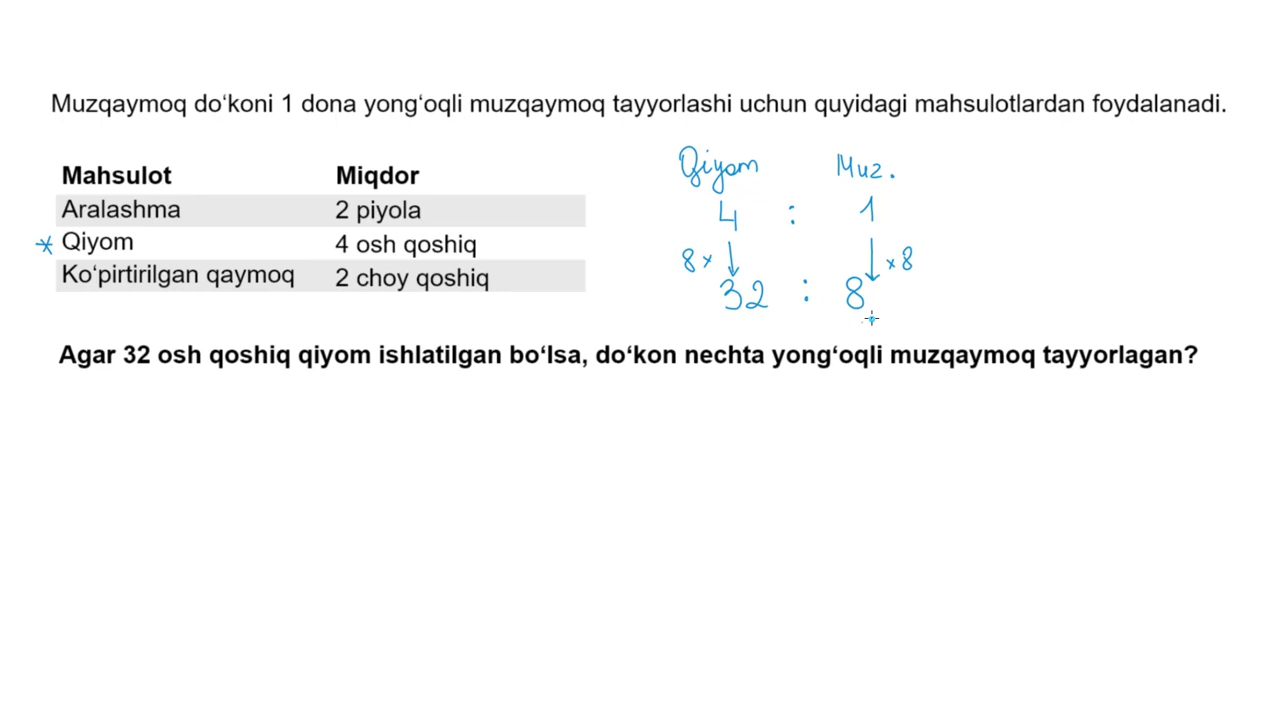 Muzqaymoq do‘koni 1 dona yong‘oqli muzqaymoq tayyorlashi uchun quyidagi mahsulotlardan foydalanadi.
Mahsulot Miqdor
Aralashma 2 piyola
* Qiyom 4 osh qoshiq
Ko‘pirtirilgan qaymoq 2 choy qoshiq
Qiyom Muz.
4 : 1
8 × × 8
32 : 8
Agar 32 osh qoshiq qiyom ishlatilgan bo‘lsa, do‘kon nechta yong‘oqli muzqaymoq tayyorlagan?